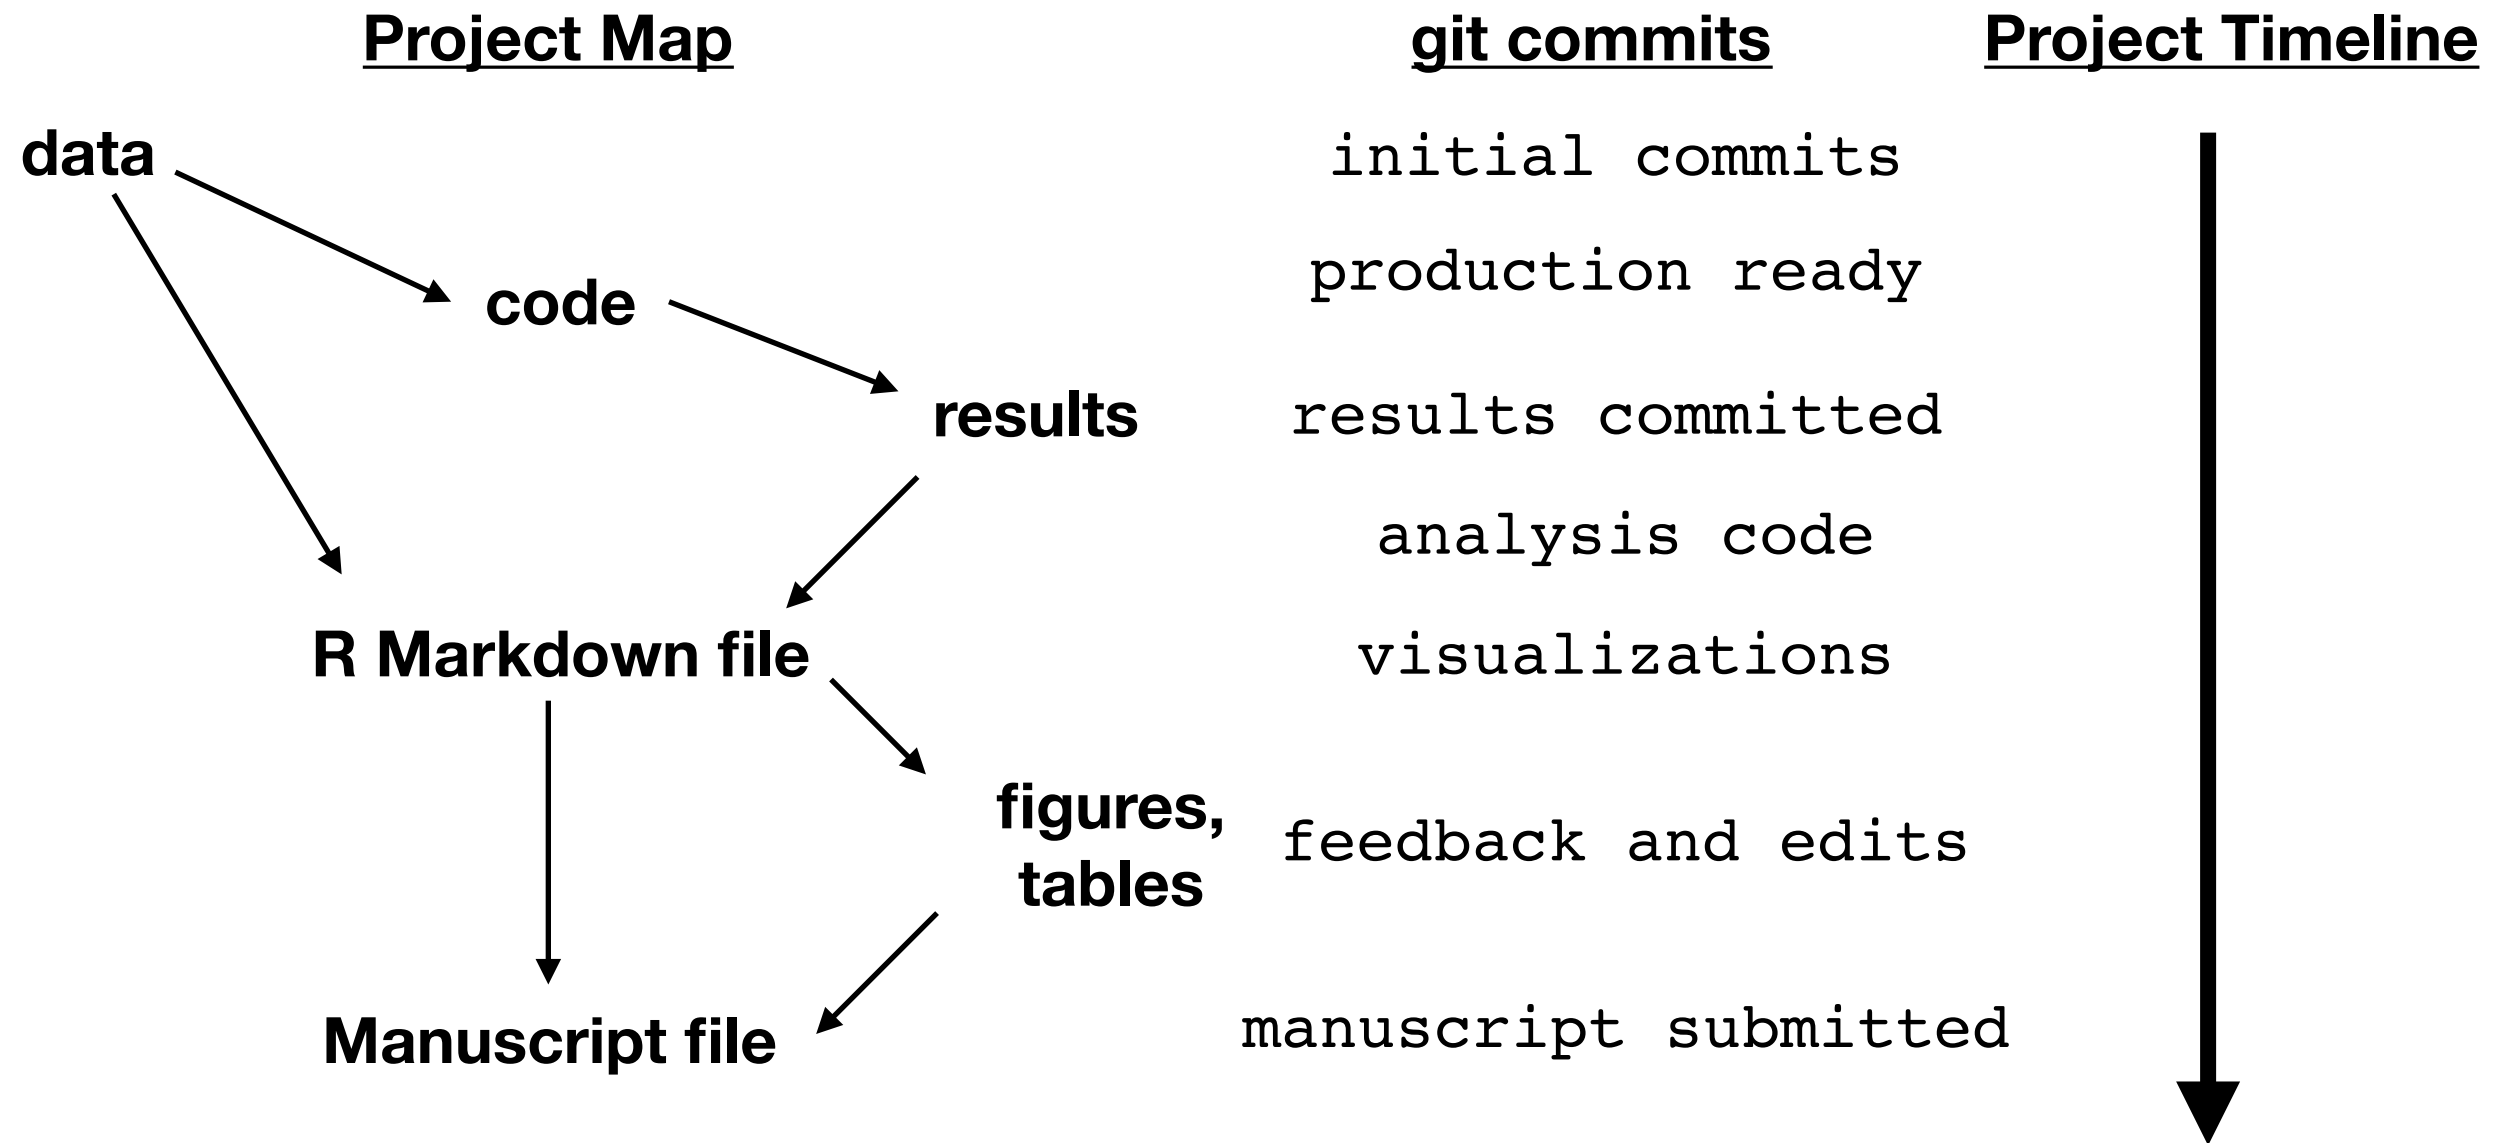 Project Map
git commits
Project Timeline
data
initial commits
code
production ready
results
results committed
analysis code
R Markdown file
visualizations
figures,
tables
feedback and edits
Manuscript file
manuscript submitted